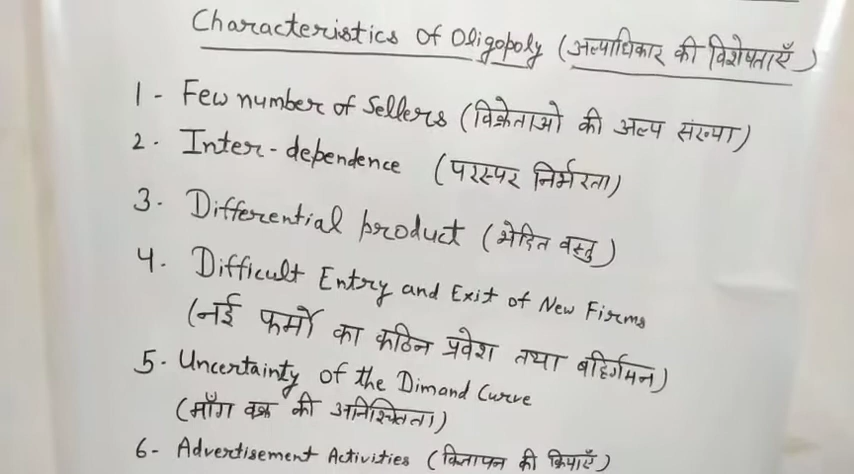 Characteristics of Oligopoly (अल्पाधिकार की विशेषताएँ)
1 - Few number of Sellers (विक्रेताओ की अल्प संख्या)
2 - Inter-dependence (परस्पर निर्भरता)
3. Differential product (भेदित वस्तु)
4. Difficult Entry and Exit of New Firms
(नई फर्मो का कठिन प्रवेश तथा बहिर्गमन)
5. Uncertainty of the Dimand Curve
(माँग वक्र की अनिश्चितता)
6- Advertisement Activities (विज्ञापन की क्रियाएँ)